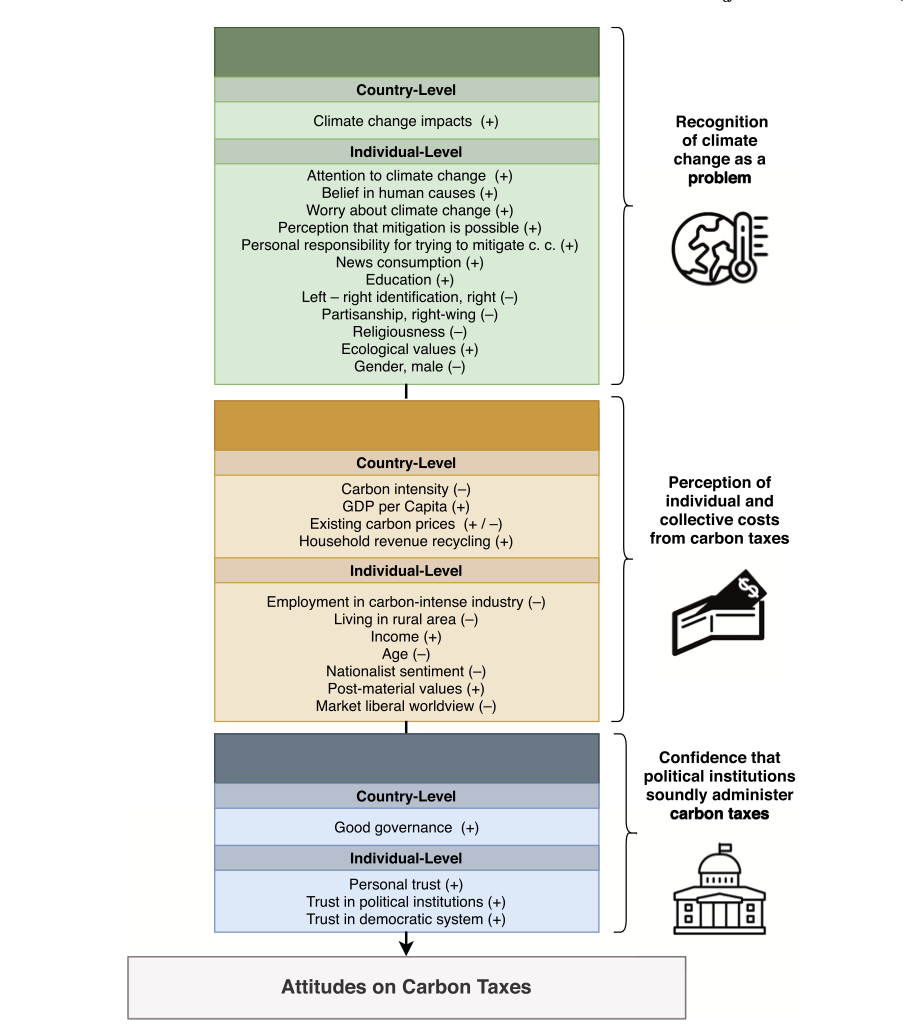 Country-Level
Climate change impacts (+)
Individual-Level
Attention to climate change (+)
Belief in human causes (+)
Worry about climate change (+)
Perception that mitigation is possible (+)
Personal responsibility for trying to mitigate c. c. (+)
News consumption (+)
Education (+)
Left – right identification, right (–)
Partisanship, right-wing (–)
Religiousness (–)
Ecological values (+)
Gender, male (–)
Recognition
of climate
change as a
problem
Country-Level
Carbon intensity (–)
GDP per Capita (+)
Existing carbon prices (+ / –)
Household revenue recycling (+)
Individual-Level
Employment in carbon-intense industry (–)
Living in rural area (–)
Income (+)
Age (–)
Nationalist sentiment (–)
Post-material values (+)
Market liberal worldview (–)
Perception of
individual and
collective costs
from carbon taxes
$
Country-Level
Good governance (+)
Individual-Level
Personal trust (+)
Trust in political institutions (+)
Trust in democratic system (+)
Confidence that
political institutions
soundly administer
carbon taxes
Attitudes on Carbon Taxes